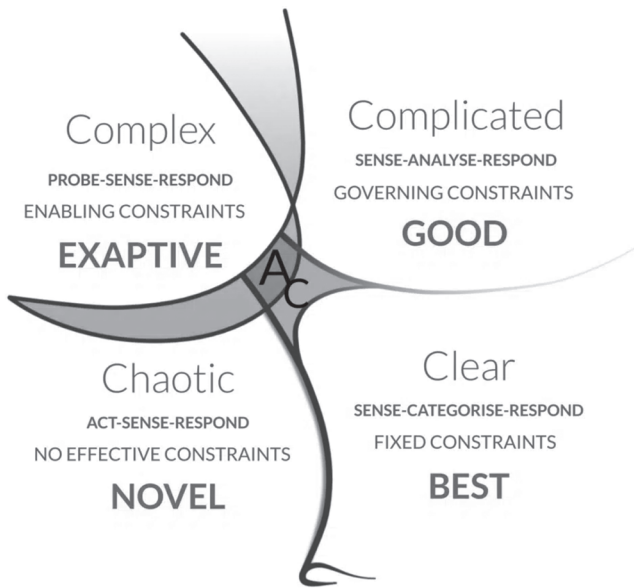 Complex
PROBE-SENSE-RESPOND
ENABLING CONSTRAINTS
EXAPTIVE
Complicated
SENSE-ANALYSE-RESPOND
GOVERNING CONSTRAINTS
GOOD
A
C
Chaotic
ACT-SENSE-RESPOND
NO EFFECTIVE CONSTRAINTS
NOVEL
Clear
SENSE-CATEGORISE-RESPOND
FIXED CONSTRAINTS
BEST